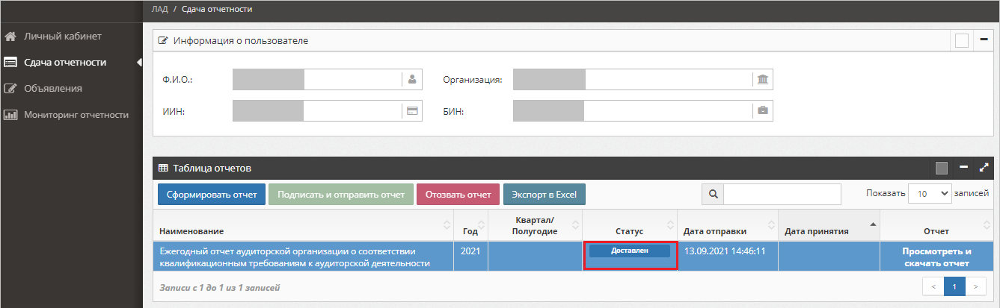 ЛАД / Сдача отчетности
Личный кабинет
Сдача отчетности
Объявления
Мониторинг отчетности
Информация о пользователе
Ф.И.О.: Организация:
ИИН: БИН:
Таблица отчетов
Сформировать отчет Подписать и отправить отчет Отозвать отчет Экспорт в Excel Показать 10 записей
Наименование Год Квартал/ Полугодие Статус Дата отправки Дата принятия Отчет
Ежегодный отчет аудиторской организации о соответствии
квалификационным требованиям к аудиторской деятельности
2021
Доставлен
13.09.2021 14:46:11
Просмотреть и
скачать отчет
Записи с 1 до 1 из 1 записей
< 1 >